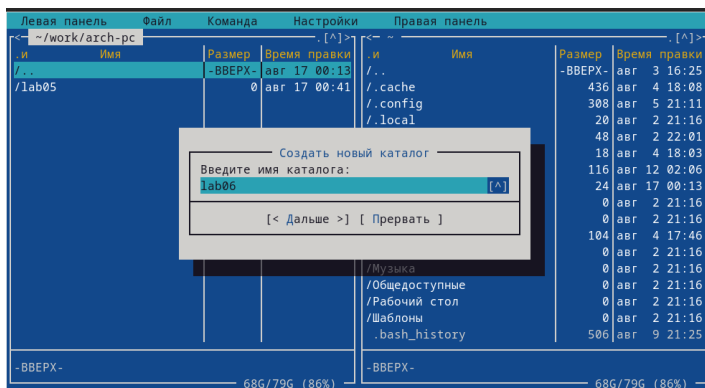 Левая панель Файл Команда Настройки Правая панель
<— ~/work/arch-pc .[^]>
<— ~ .[^]>
.и Имя Размер Время правки
.и Имя Размер Время правки
/.. -ВВЕРХ- авг 17 00:13
/.. -ВВЕРХ- авг 3 16:25
/lab05 0 авг 17 00:41
/.cache 436 авг 4 18:08
/.config 308 авг 5 21:11
/.local 20 авг 2 21:16
48 авг 2 22:01
18 авг 4 18:03
116 авг 12 02:06
24 авг 17 00:13
0 авг 2 21:16
0 авг 2 21:16
104 авг 4 17:46
0 авг 2 21:16
Создать новый каталог
Введите имя каталога:
lab06 [^]
[< Дальше >] [ Прервать ]
/Музыка 0 авг 2 21:16
/Общедоступные 0 авг 2 21:16
/Рабочий стол 0 авг 2 21:16
/Шаблоны 0 авг 2 21:16
.bash_history 506 авг 9 21:25
-ВВЕРХ-
-ВВЕРХ-
68G/79G (86%)
68G/79G (86%)